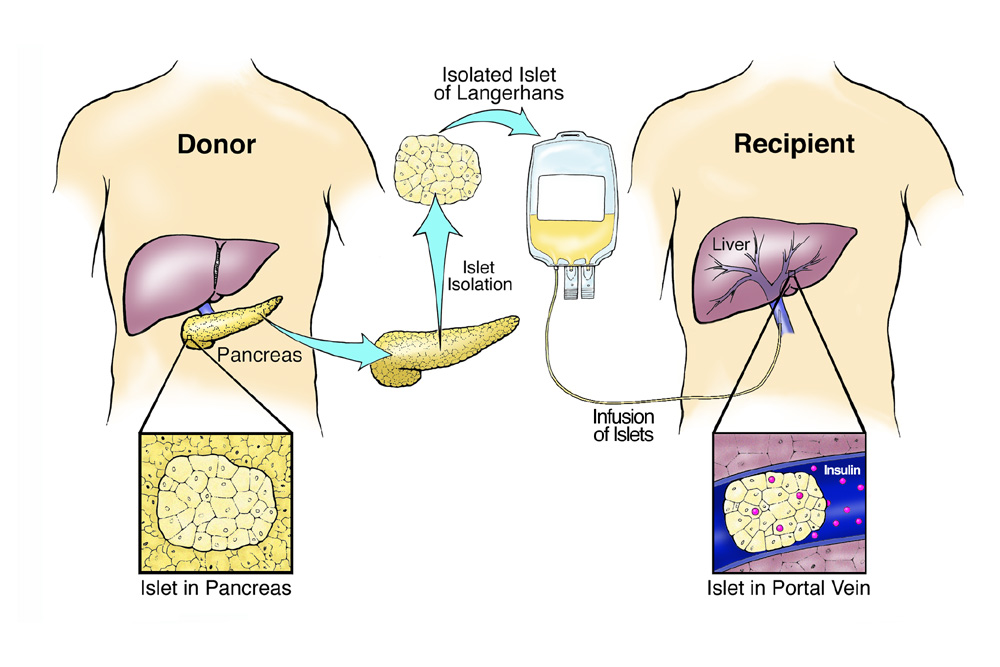 Isolated Islet
of Langerhans
Donor
Recipient
Liver
Islet
Isolation
Pancreas
Infusion
of Islets
Insulin
Islet in Pancreas
Islet in Portal Vein